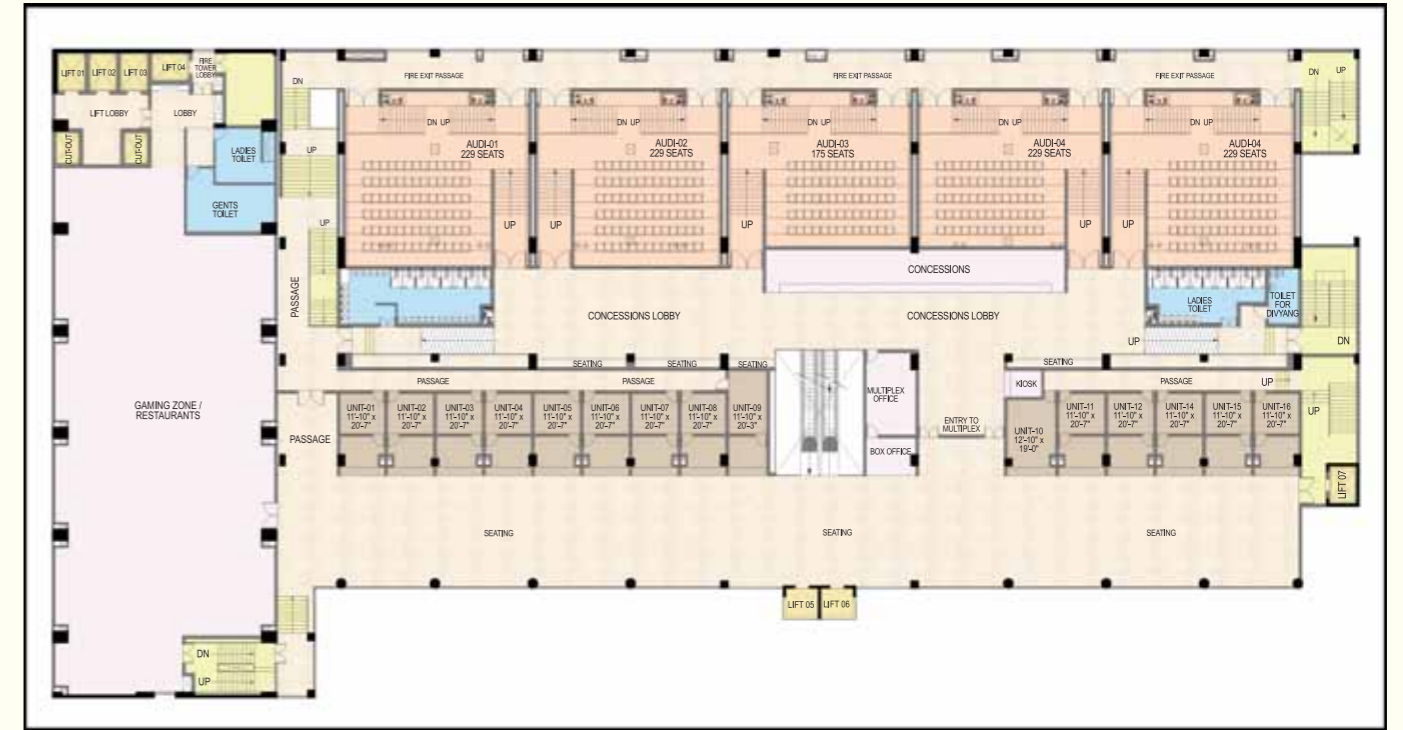 LIFT 01
LIFT 02
LIFT 03
LIFT 04
FIRE
TOWER
LOBBY
LIFT LOBBY
LOBBY
CUT-OUT
CUT-OUT
LADIES
TOILET
GENTS
TOILET
GAMING ZONE /
RESTAURANTS
DN
UP
DN
UP
UP
PASSAGE
PASSAGE
FIRE EXIT PASSAGE
FIRE EXIT PASSAGE
FIRE EXIT PASSAGE
DN UP
AUDI-01
229 SEATS
UP
DN UP
AUDI-02
229 SEATS
UP
DN UP
AUDI-03
175 SEATS
UP
DN UP
AUDI-04
229 SEATS
UP
DN UP
AUDI-04
229 SEATS
UP
DN
UP
CONCESSIONS
CONCESSIONS LOBBY
CONCESSIONS LOBBY
LADIES
TOILET
TOILET
FOR
DIVYANG
UP
DN
SEATING
SEATING
SEATING
SEATING
PASSAGE
PASSAGE
PASSAGE
UP
UP
UNIT-01
11'-10" x
20'-7"
UNIT-02
11'-10" x
20'-7"
UNIT-03
11'-10" x
20'-7"
UNIT-04
11'-10" x
20'-7"
UNIT-05
11'-10" x
20'-7"
UNIT-06
11'-10" x
20'-7"
UNIT-07
11'-10" x
20'-7"
UNIT-08
11'-10" x
20'-7"
UNIT-09
11'-10" x
20'-3"
MULTIPLEX
OFFICE
BOX OFFICE
ENTRY TO
MULTIPLEX
KIOSK
UNIT-10
12'-10" x
19'-0"
UNIT-11
11'-10" x
20'-7"
UNIT-12
11'-10" x
20'-7"
UNIT-14
11'-10" x
20'-7"
UNIT-15
11'-10" x
20'-7"
UNIT-16
11'-10" x
20'-7"
LIFT 07
SEATING
SEATING
SEATING
LIFT 05
LIFT 06